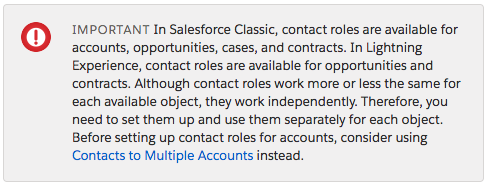 IMPORTANT In Salesforce Classic, contact roles are available for
accounts, opportunities, cases, and contracts. In Lightning
Experience, contact roles are available for opportunities and
contracts. Although contact roles work more or less the same for
each available object, they work independently. Therefore, you
need to set them up and use them separately for each object.
Before setting up contact roles for accounts, consider using
Contacts to Multiple Accounts instead.